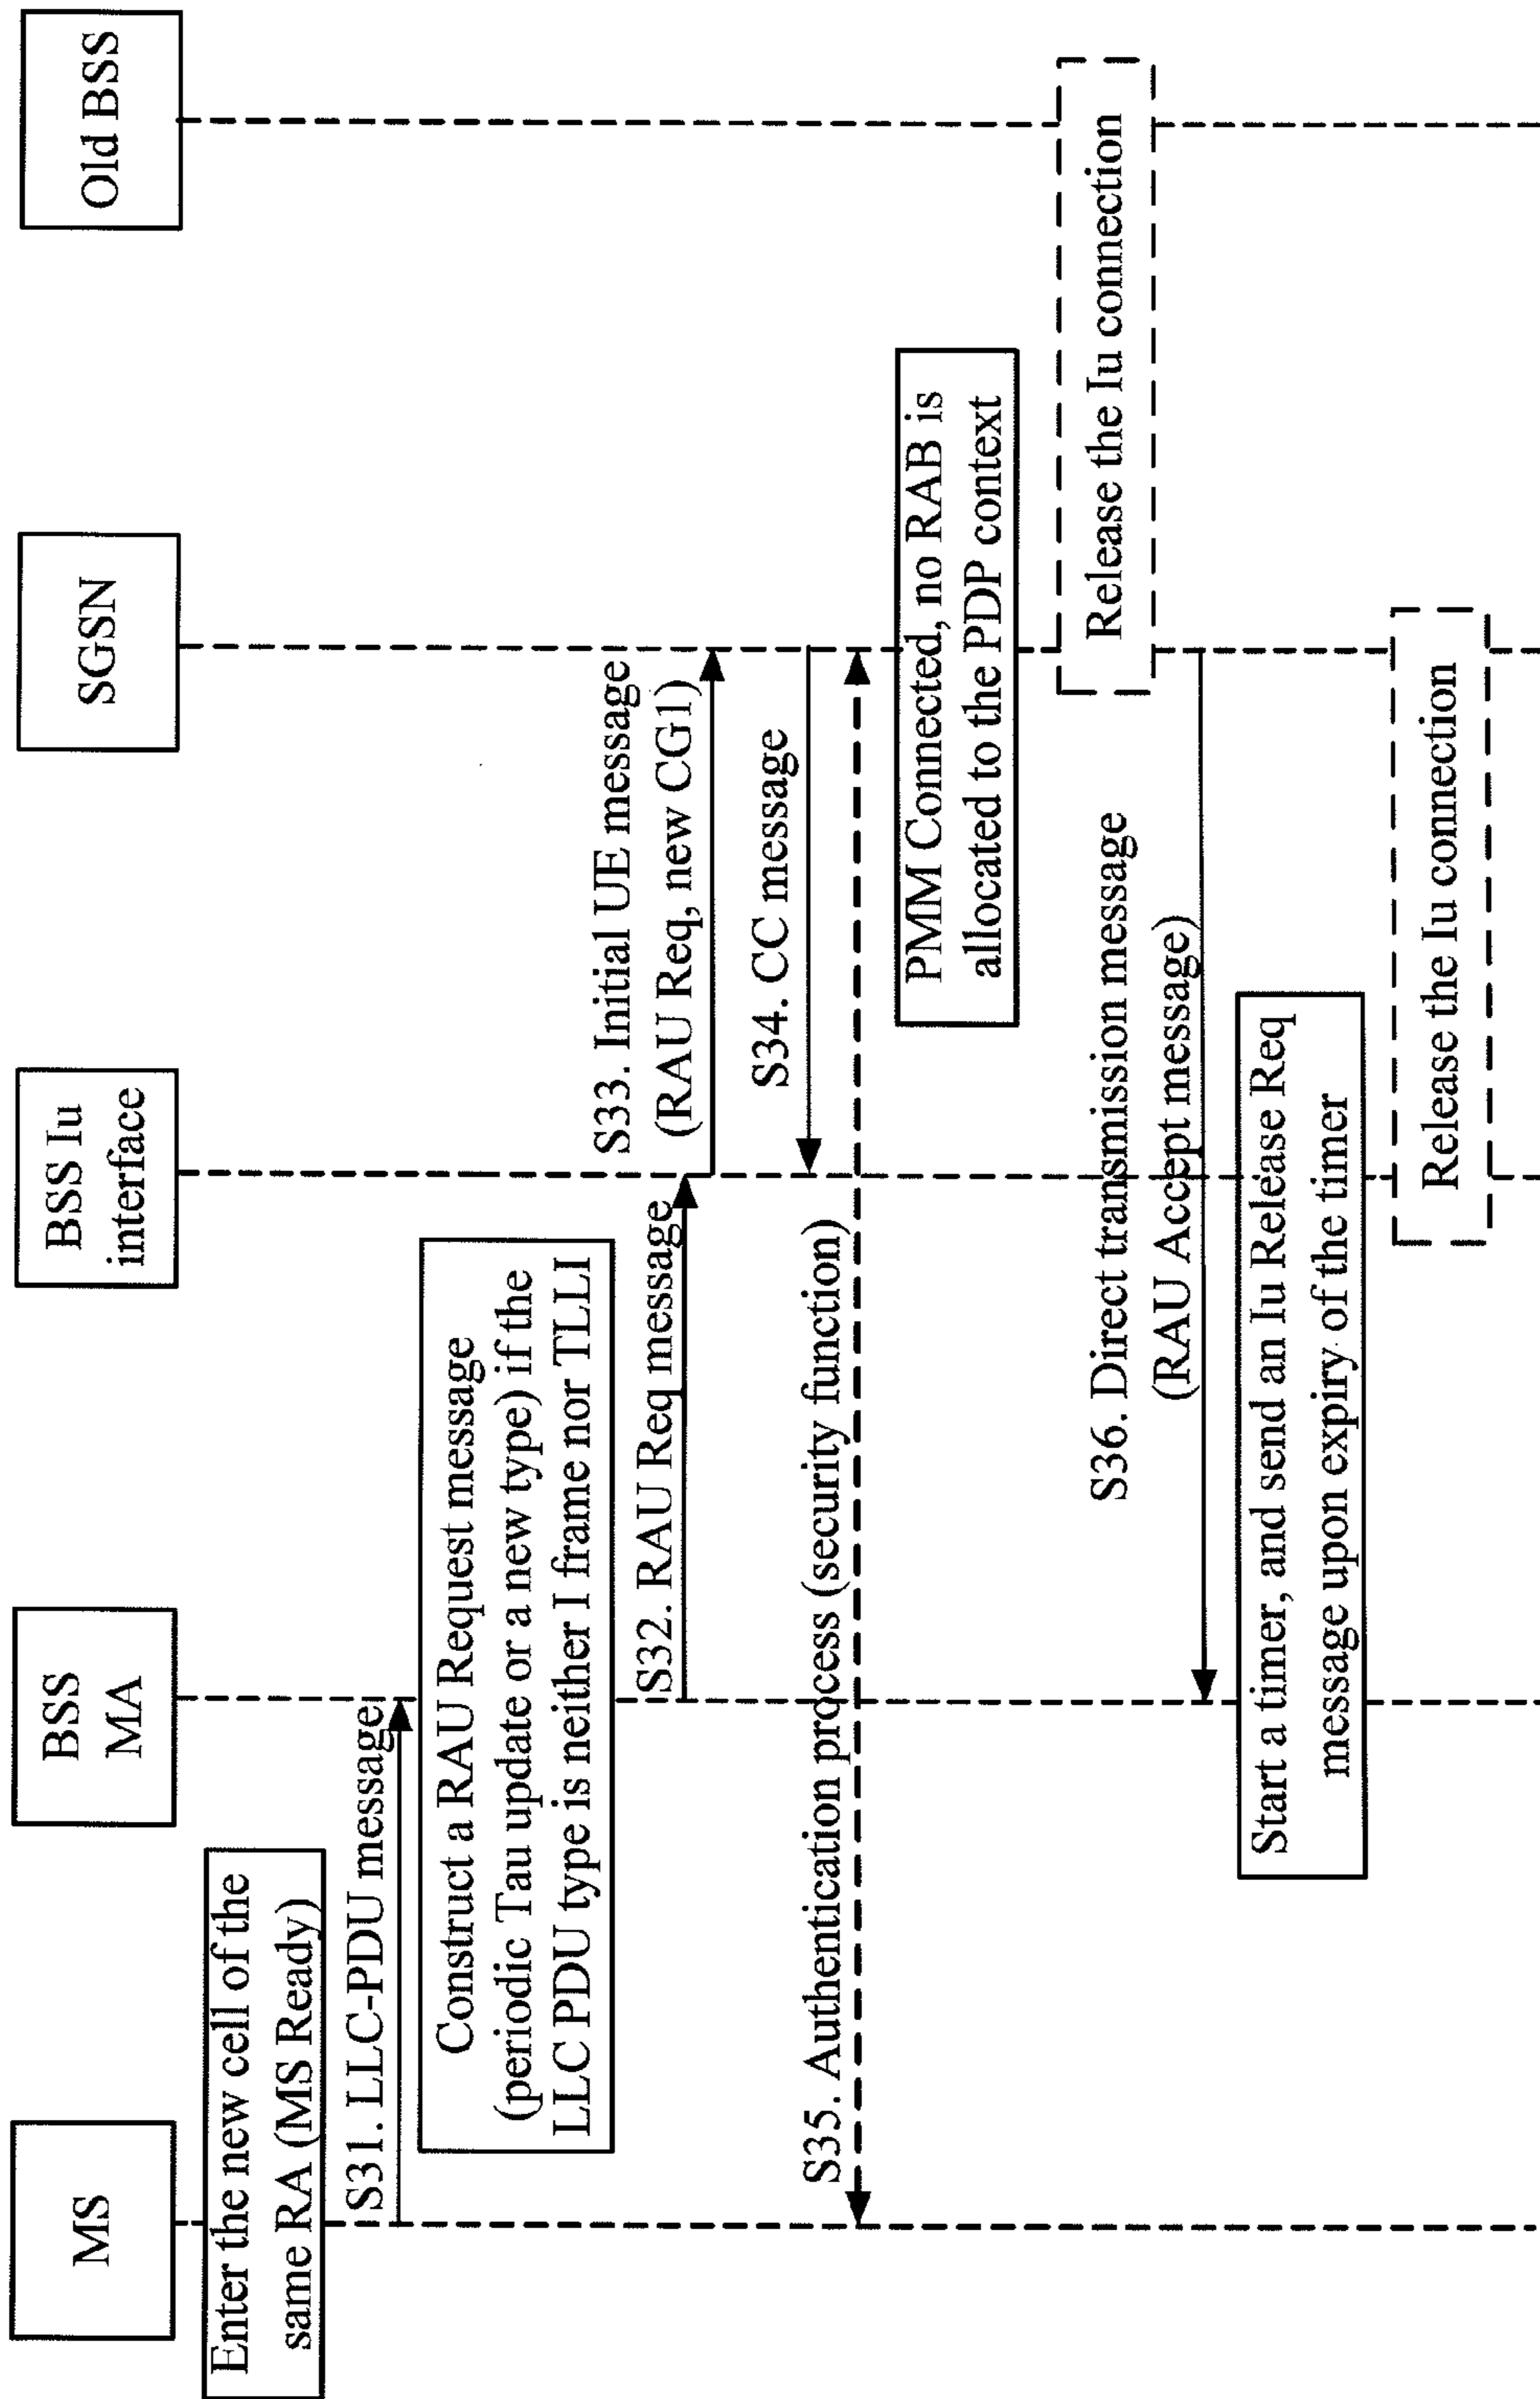 MS
BSS
MA
BSS Iu
interface
SGSN
Old BSS
Enter the new cell of the
same RA (MS Ready)
S31. LLC-PDU message
Construct a RAU Request message
(periodic Tau update or a new type) if the
LLC PDU type is neither I frame nor TLLI
S32. RAU Req message
S33. Initial UE message
(RAU Req, new CG1)
S34. CC message
S35. Authentication process (security function)
PMM Connected, no RAB is
allocated to the PDP context
Release the Iu connection
S36. Direct transmission message
(RAU Accept message)
Start a timer, and send an Iu Release Req
message upon expiry of the timer
Release the Iu connection